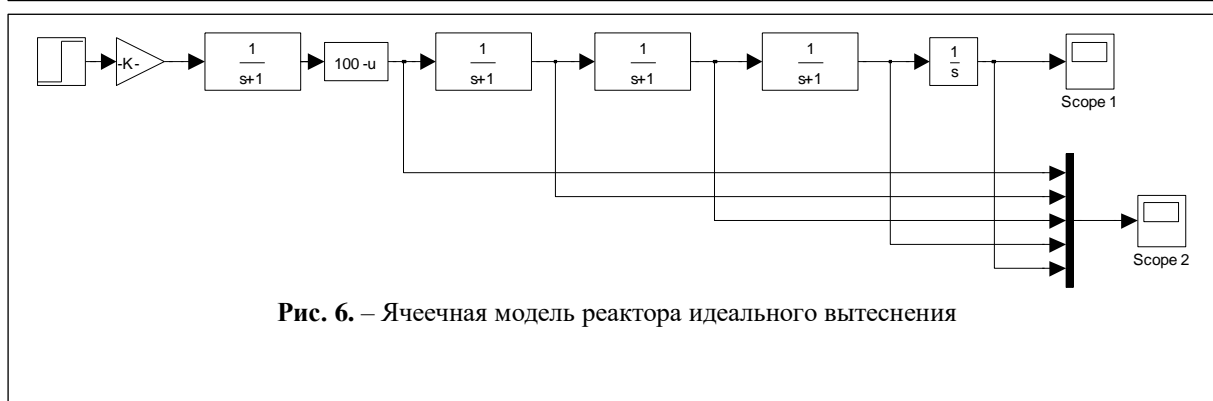 -K-
1
s+1
100 -u
1
s+1
1
s+1
1
s+1
1
s
Scope 1
Scope 2
Рис. 6. – Ячеечная модель реактора идеального вытеснения